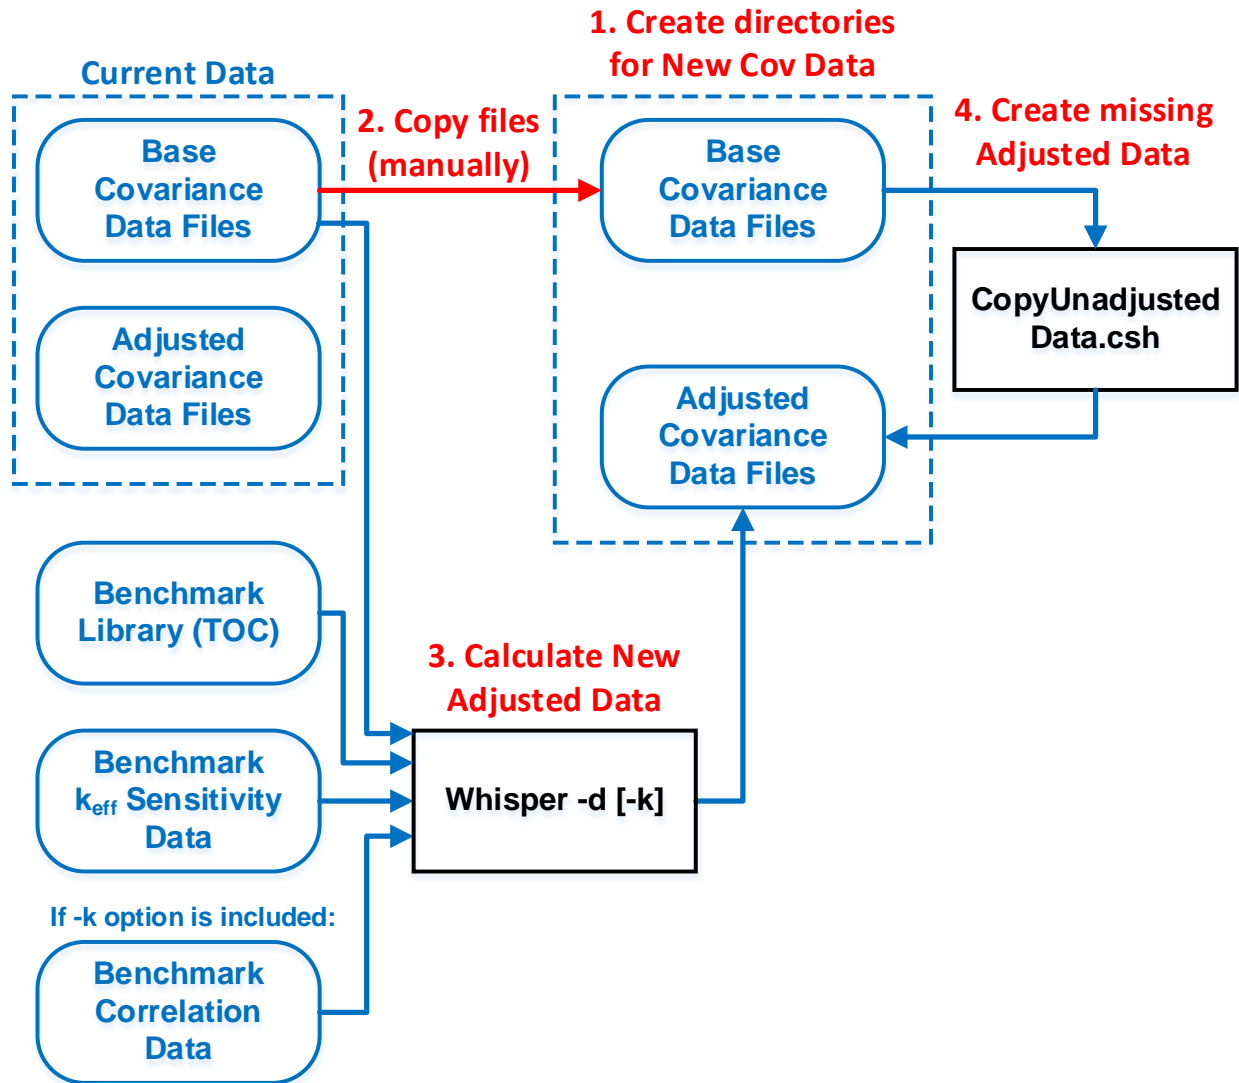 1. Create directories
for New Cov Data
Current Data
2. Copy files
(manually)
4. Create missing
Adjusted Data
Base
Covariance
Data Files
Base
Covariance
Data Files
CopyUnadjusted
Data.csh
Adjusted
Covariance
Data Files
Adjusted
Covariance
Data Files
Benchmark
Library (TOC)
3. Calculate New
Adjusted Data
Benchmark
keff Sensitivity
Data
Whisper -d [-k]
If -k option is included:
Benchmark
Correlation
Data